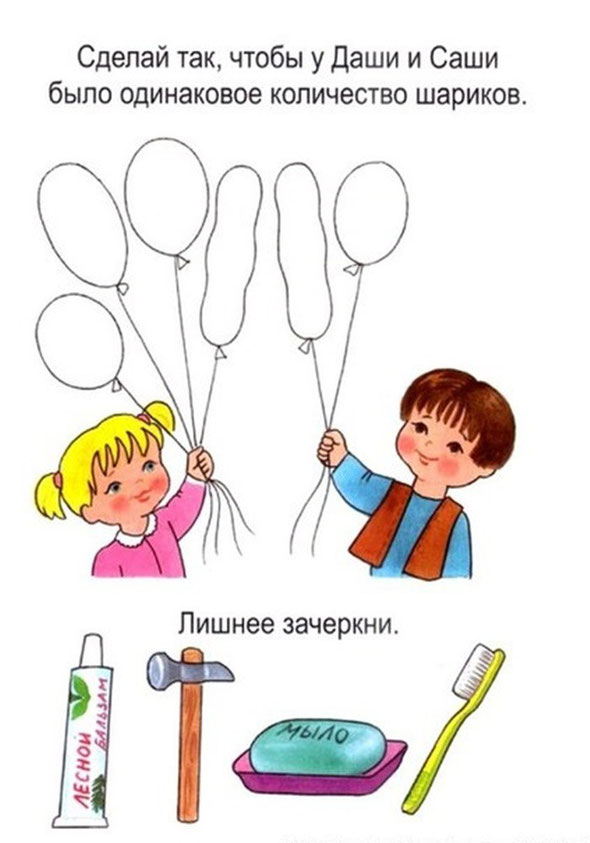 Сделай так, чтобы у Даши и Саши
было одинаковое количество шариков.
Лишнее зачеркни.
ЛЕСНОЙ
БАЛЬЗАМ
МЫЛО